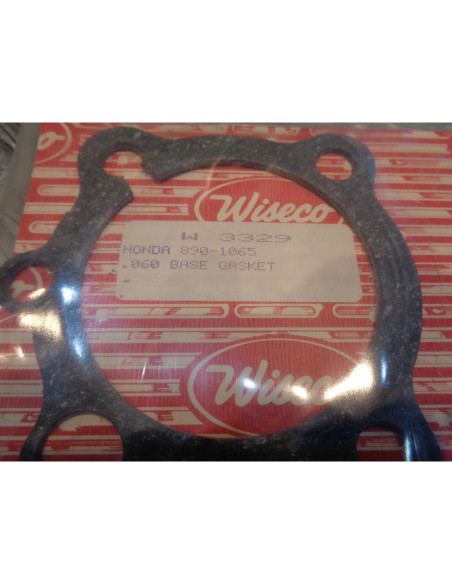 Wiseco
W 3329
HONDA 890-1065
.060 BASE GASKET
Wiseco